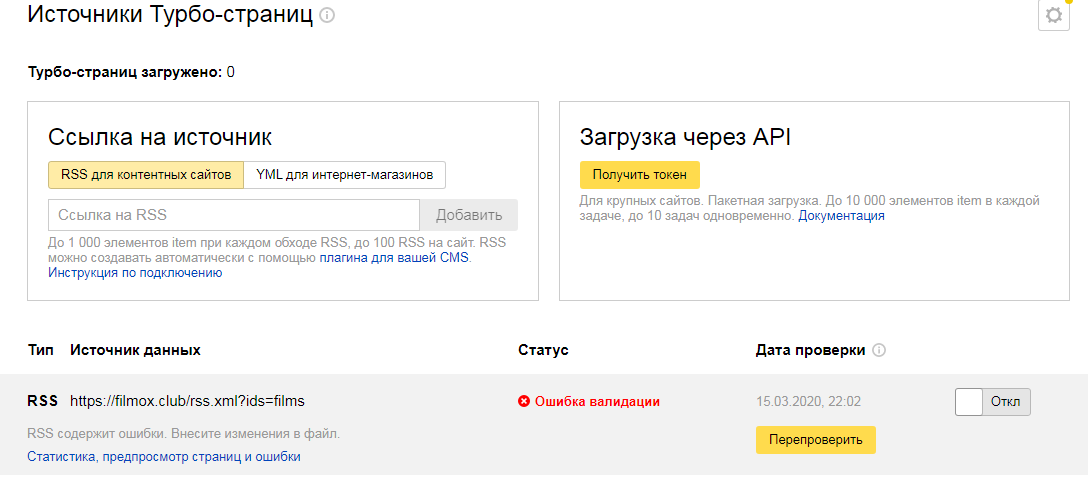 Источники Турбо-страниц
Турбо-страниц загружено: 0
Ссылка на источник
RSS для контентных сайтов
YML для интернет-магазинов
Ссылка на RSS
Добавить
До 1 000 элементов item при каждом обходе RSS, до 100 RSS на сайт. RSS
можно создавать автоматически с помощью плагина для вашей CMS.
Инструкция по подключению
Загрузка через API
Получить токен
Для крупных сайтов. Пакетная загрузка. До 10 000 элементов item в каждой
задаче, до 10 задач одновременно. Документация
Тип Источник данных Статус Дата проверки
RSS https://filmox.club/rss.xml?ids=films Ошибка валидации 15.03.2020, 22:02 Откл
RSS содержит ошибки. Внесите изменения в файл.
Перепроверить
Статистика, предпросмотр страниц и ошибки